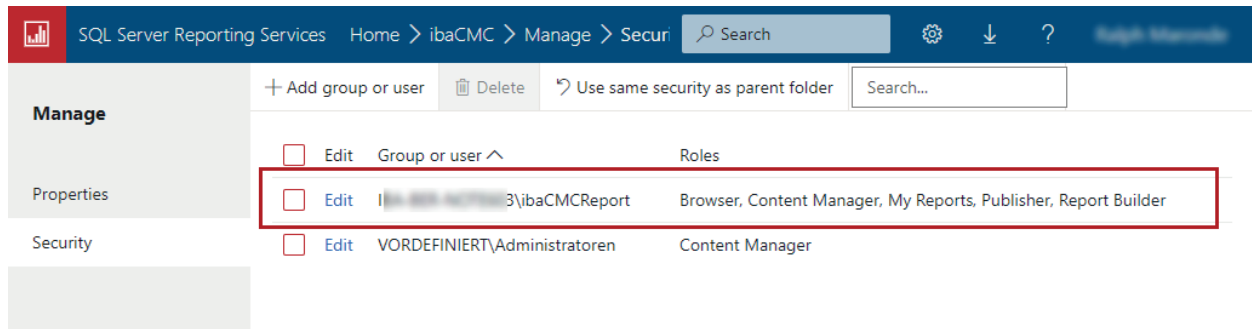 SQL Server Reporting Services Home > ibaCMC > Manage > Securi Search ?
+ Add group or user Delete Use same security as parent folder Search...
Manage
Edit Group or user Roles
Properties
Edit 3\ibaCMCReport Browser, Content Manager, My Reports, Publisher, Report Builder
Security
Edit VORDEFINIERT\Administratoren Content Manager